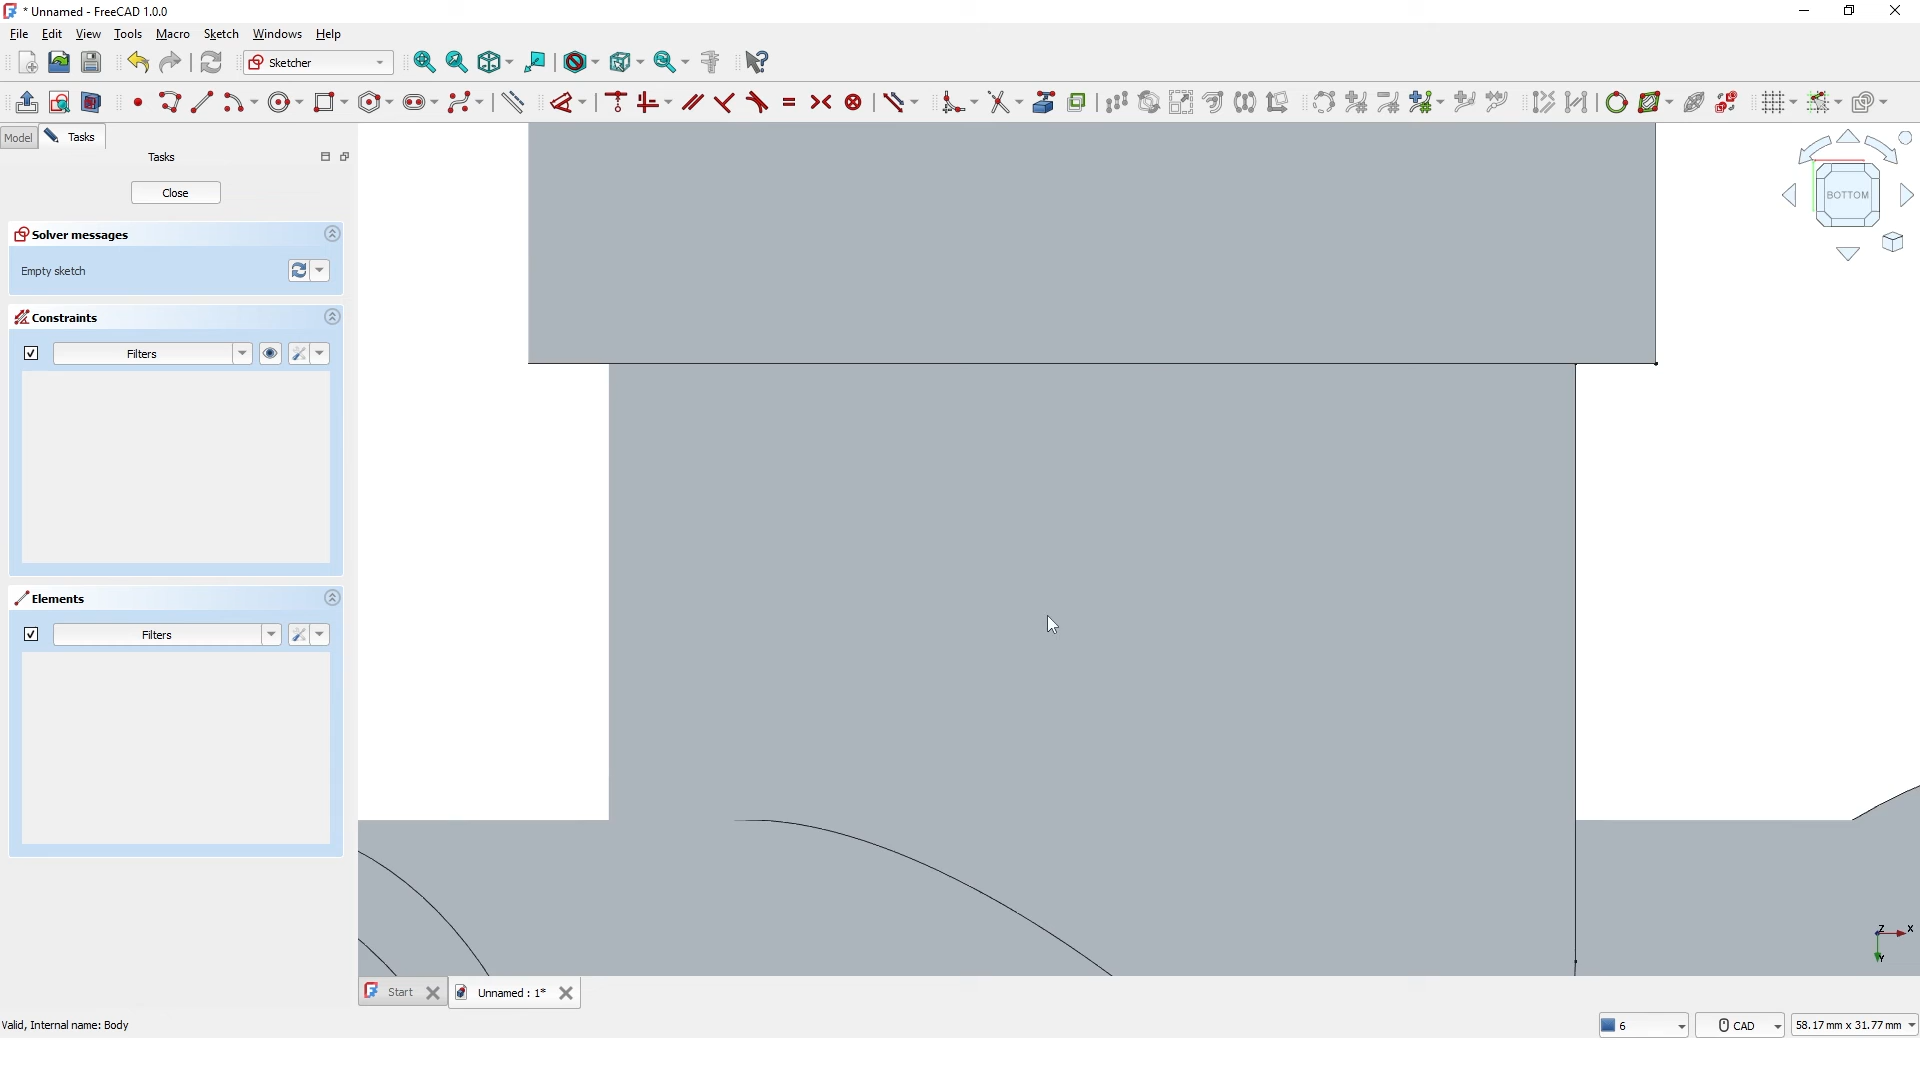 * Unnamed - FreeCAD 1.0.0
File Edit View Tools Macro Sketch Windows Help
Sketcher
Model Tasks
Tasks
Close
Solver messages
Empty sketch
Constraints
Filters
Elements
Filters
BOTTOM
Z X
Y
Start Unnamed : 1*
Valid, Internal name: Body
6 CAD 58.17 mm x 31.77 mm